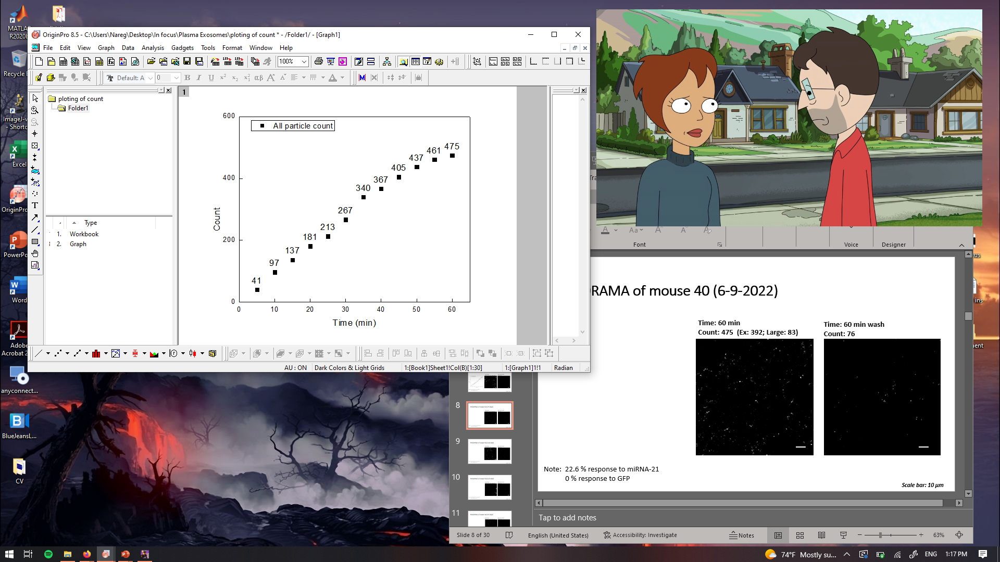 MATLA
R2020b
Recycle
ImageJ-w
- Shortc
Excel
OriginPro
PowerPo
Word
Adobe
Acrobat 2
anyconnect...
BlueJeansL...
CV
OriginPro 8.5 - C:\Users\Nareg\Desktop\In focus\Plasma Exosomes\ploting of count * - /Folder1/ - [Graph1]
File Edit View Graph Data Analysis Gadgets Tools Format Window Help
100%
Default: A 0 B I U
ploting of count
Folder1
Type
1. Workbook
2. Graph
1
All particle count
600
400
200
0
Count
41
97
137
181
213
267
340
367
405
437
461
475
0 10 20 30 40 50 60
Time (min)
AU : ON Dark Colors & Light Grids 1:[Book1]Sheet1!Col(B)[1:30] 1:[Graph1]1!1 Radian
Tra
Font Voice Designer
us
ins
ment
RAMA of mouse 40 (6-9-2022)
Time: 60 min
Count: 475 (Ex: 392; Large: 83)
Time: 60 min wash
Count: 76
Note: 22.6 % response to miRNA-21
0 % response to GFP
Scale bar: 10 µm
8
9
10
11
Tap to add notes
Slide 8 of 30 English (United States) Accessibility: Investigate Notes 63%
74°F Mostly su... ENG 1:17 PM